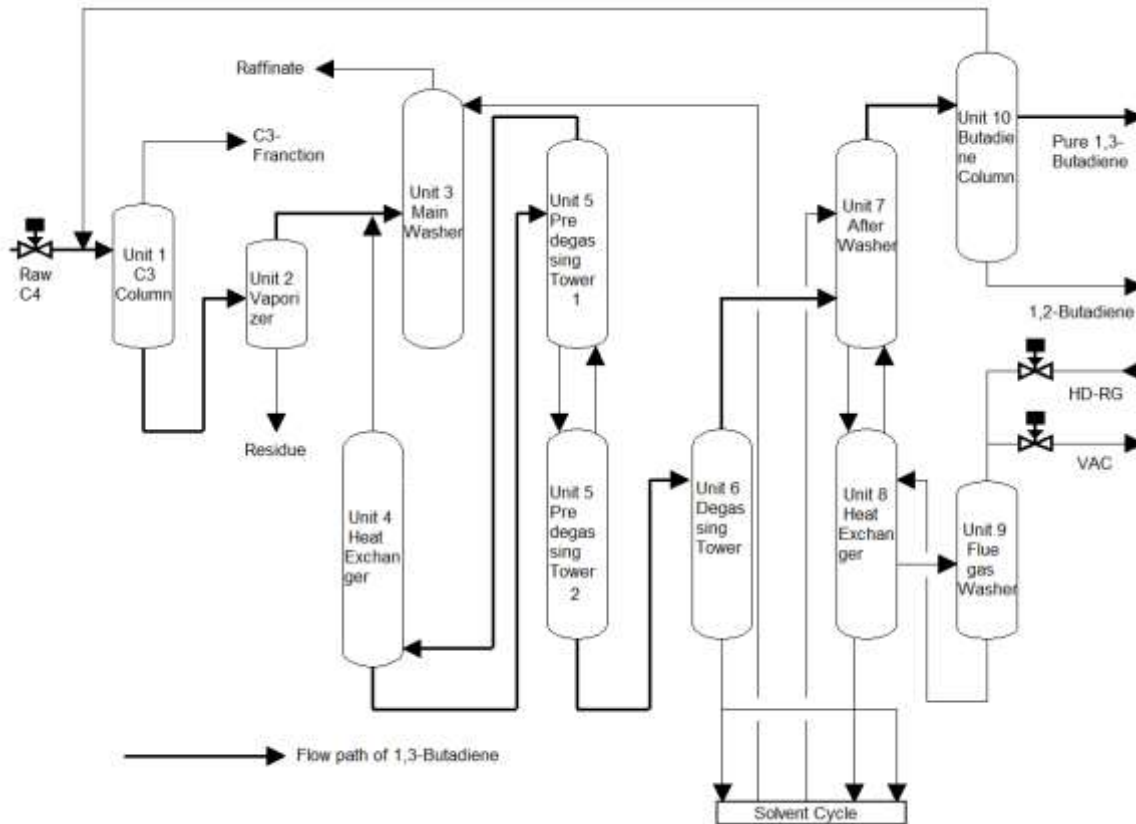 Raffinate
C3-
Franction
Raw
C4
Unit 1
C3
Column
Unit 2
Vapori
zer
Residue
Unit 3
Main
Washer
Unit 4
Heat
Exchan
ger
Unit 5
Pre
degas
sing
Tower
1
Unit 5
Pre
degas
sing
Tower
2
Unit 6
Degas
sing
Tower
Unit 7
After
Washer
Unit 8
Heat
Exchan
ger
Unit 9
Flue
gas
Washer
Unit 10
Butadi
ene
Column
Pure 1,3-
Butadiene
1,2-Butadiene
HD-RG
VAC
Flow path of 1,3-Butadiene
Solvent Cycle